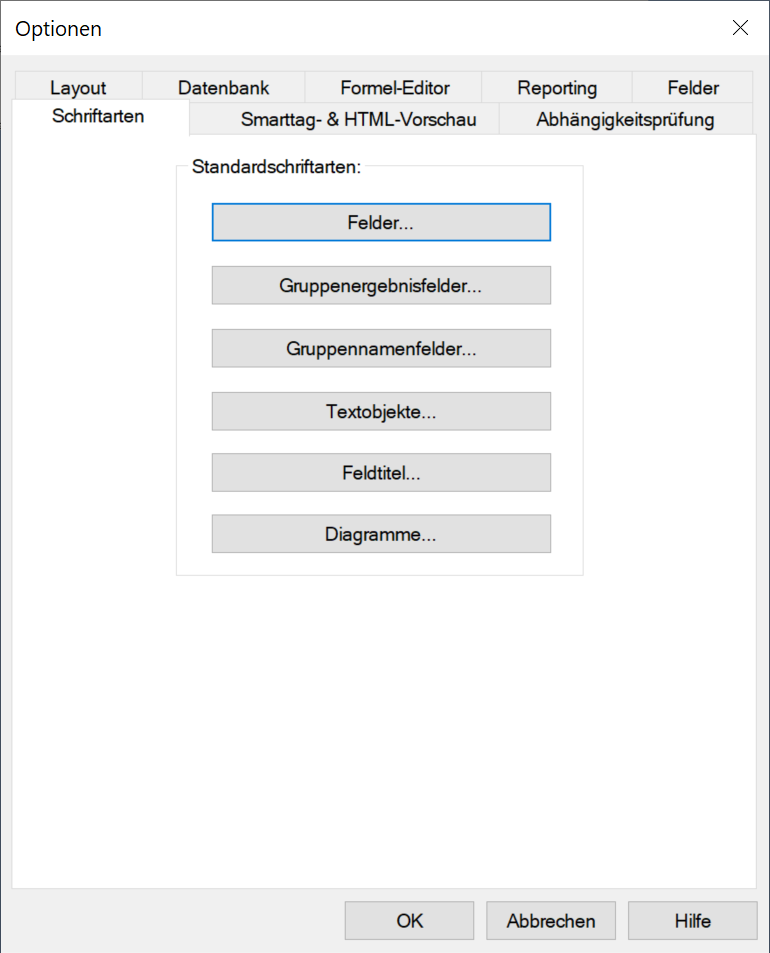 Optionen
Layout Datenbank Formel-Editor Reporting Felder
Schriftarten Smarttag- & HTML-Vorschau Abhängigkeitsprüfung
Standardschriftarten:
Felder...
Gruppenergebnisfelder...
Gruppennamenfelder...
Textobjekte...
Feldtitel...
Diagramme...
OK Abbrechen Hilfe